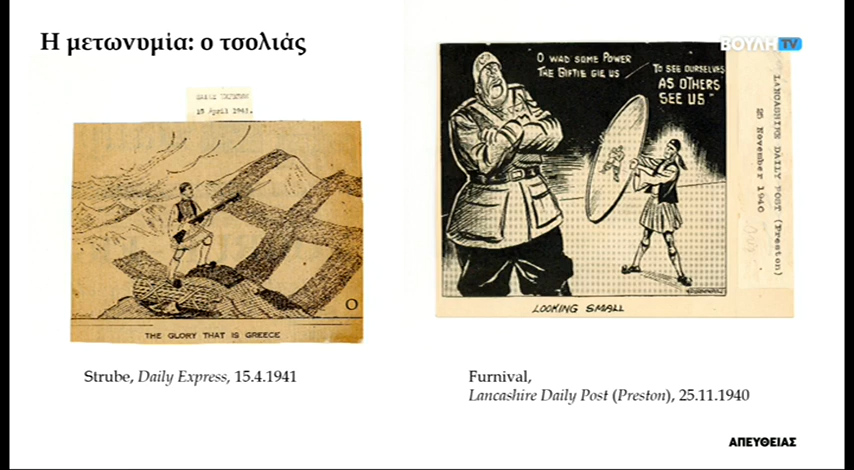 Η μετωνυμία: ο τσολιάς
ΒΟΥΛΗ TV
15 April 1941.
THE GLORY THAT IS GREECE
Strube, Daily Express, 15.4.1941
O WAD SOME POWER
THE GIFTIE GIE US
TO SEE OURSELVES
AS OTHERS
SEE US"
LOOKING SMALL
LANCASHIRE DAILY POST (Preston)
25 November 1940
Furnival,
Lancashire Daily Post (Preston), 25.11.1940
ΑΠΕΥΘΕΙΑΣ